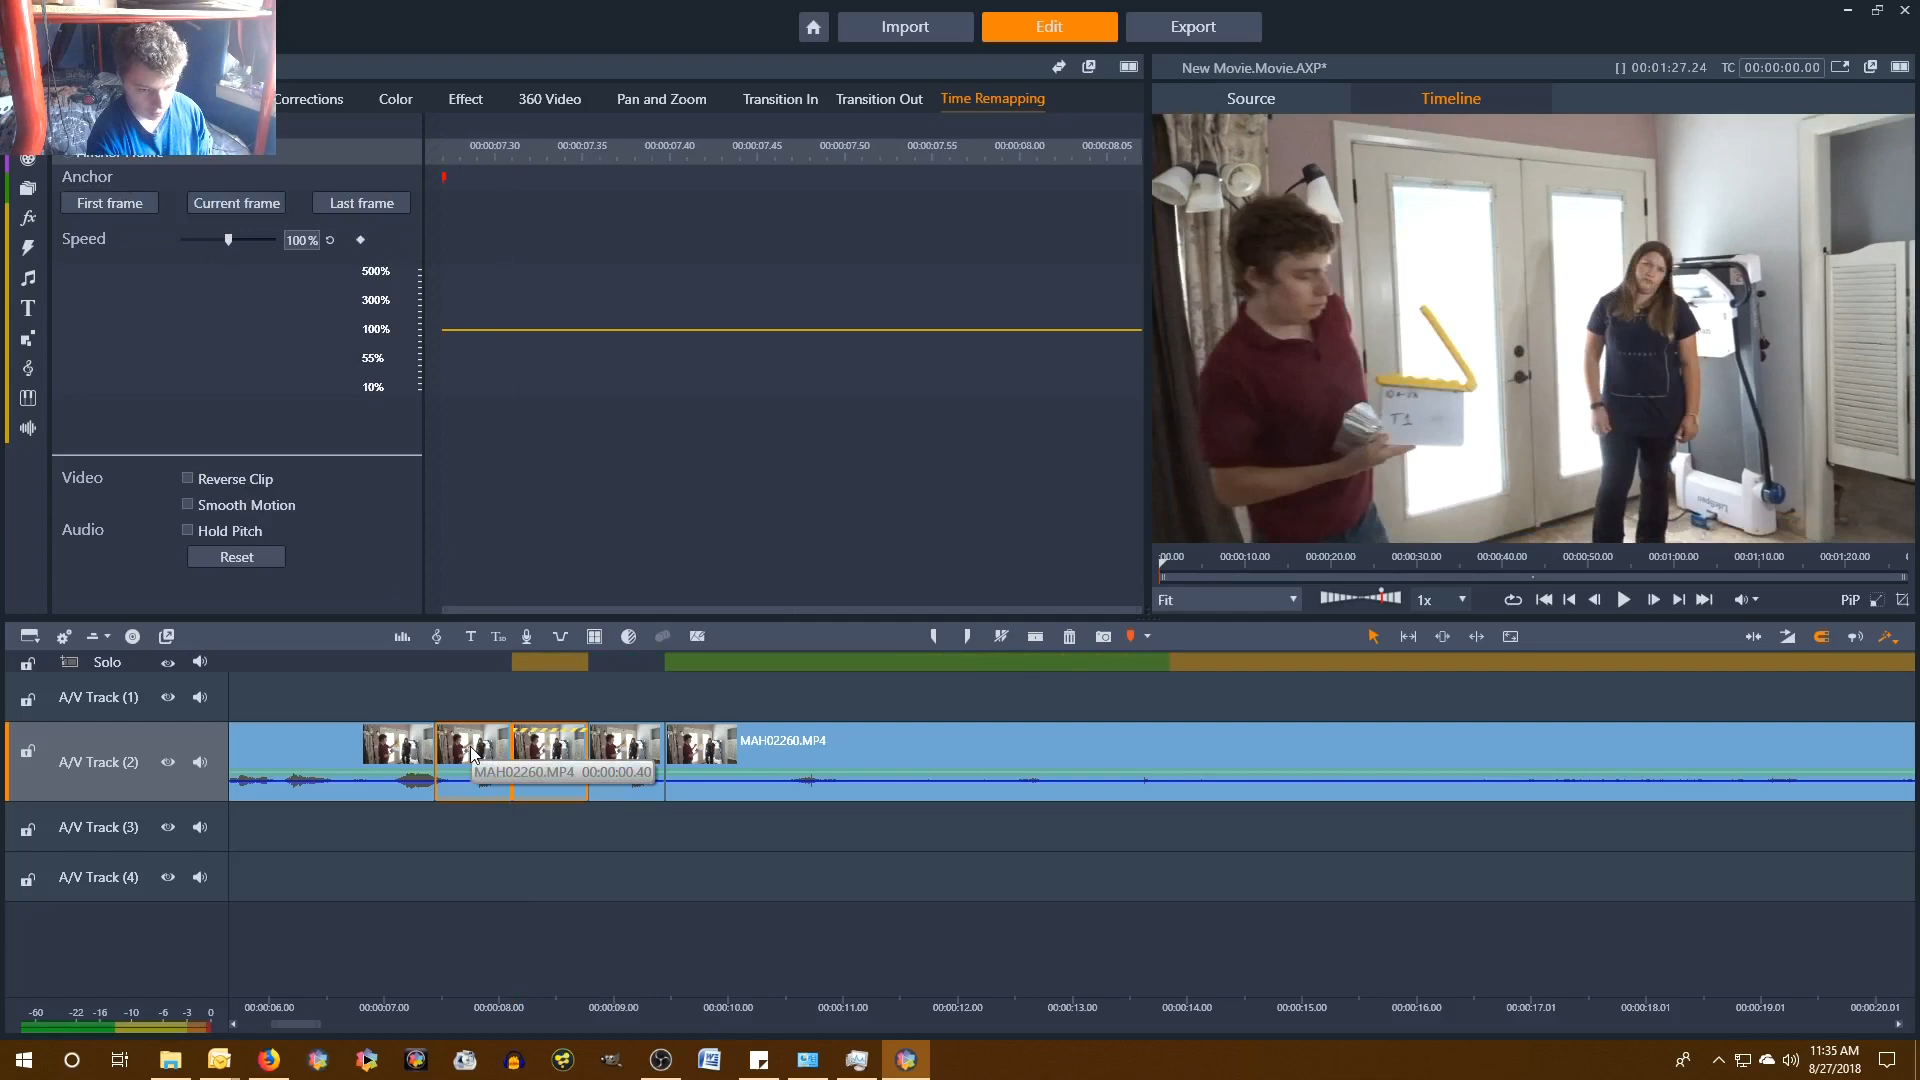 Import
Edit
Export
New Movie.Movie.AXP*
[] 00:01:27.24
TC 00:00:00.00
Corrections
Color
Effect
360 Video
Pan and Zoom
Transition In
Transition Out
Time Remapping
Source
Timeline
00:00:07.30
00:00:07.35
00:00:07.40
00:00:07.45
00:00:07.50
00:00:07.55
00:00:08.00
00:00:08.05
Anchor
First frame
Current frame
Last frame
Speed
100%
500%
300%
100%
55%
10%
Video
Reverse Clip
Smooth Motion
Audio
Hold Pitch
Reset
T1
:00.00
00:00:10.00
00:00:20.00
00:00:30.00
00:00:40.00
00:00:50.00
00:01:00.00
00:01:10.00
00:01:20.00
Fit
1x
PiP
Solo
A/V Track (1)
A/V Track (2)
MAH02260.MP4
MAH02260.MP4 00:00:00.40
A/V Track (3)
A/V Track (4)
00:00:06.00
00:00:07.00
00:00:08.00
00:00:09.00
00:00:10.00
00:00:11.00
00:00:12.00
00:00:13.00
00:00:14.00
00:00:15.00
00:00:16.00
00:00:17.01
00:00:18.01
00:00:19.01
00:00:20.01
-60 -22 -16 -10 -6 -3 0
11:35 AM
8/27/2018